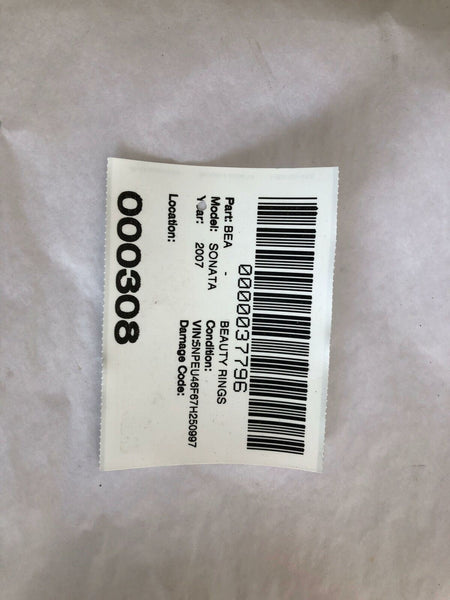 0000037796
Part: BEA - BEAUTY RINGS
Model: SONATA Condition:
Year: 2007 VIN:5NPEU46F67H250997
Damage Code:
Location:
000308